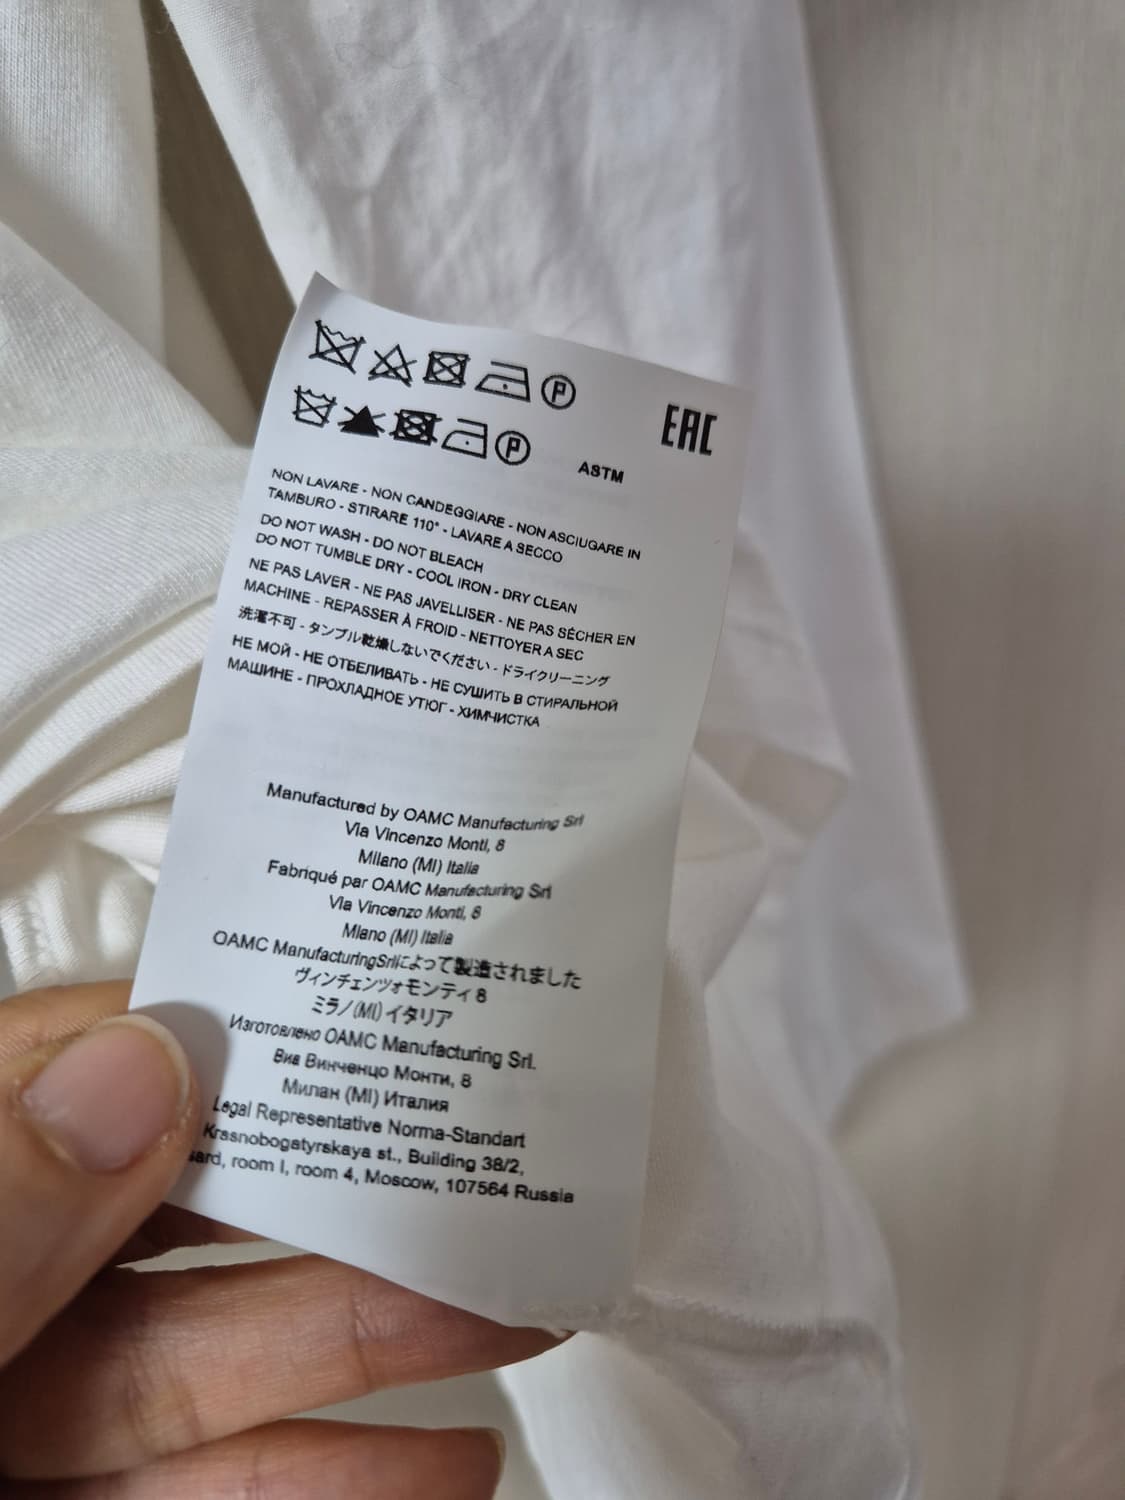 P
EAC
P
ASTM
NON LAVARE - NON CANDEGGIARE - NON ASCIUGARE IN
TAMBURO - STIRARE 110° - LAVARE A SECCO
DO NOT WASH - DO NOT BLEACH
DO NOT TUMBLE DRY - COOL IRON - DRY CLEAN
NE PAS LAVER - NE PAS JAVELLISER - NE PAS SÉCHER EN
MACHINE - REPASSER À FROID - NETTOYER A SEC
洗濯不可 - タンブル乾燥しないでください - ドライクリーニング
НЕ МОЙ - НЕ ОТБЕЛИВАТЬ - НЕ СУШИТЬ В СТИРАЛЬНОЙ
МАШИНЕ - ПРОХЛАДНОЕ УТЮГ - ХИМЧИСТКА
Manufactured by OAMC Manufacturing Srl
Via Vincenzo Monti, 8
Milano (MI) Italia
Fabriqué par OAMC Manufacturing Srl
Via Vincenzo Monti, 8
Milano (MI) Italia
OAMC ManufacturingSrlによって製造されました
ヴィンチェンツォモンティ 8
ミラノ(MI) イタリア
Изготовлено OAMC Manufacturing Srl.
Виа Винченцо Монти, 8
Милан (MI) Италия
Legal Representative Norma-Standart
Krasnobogatyrskaya st., Building 38/2,
room I, room 4, Moscow, 107564 Russia